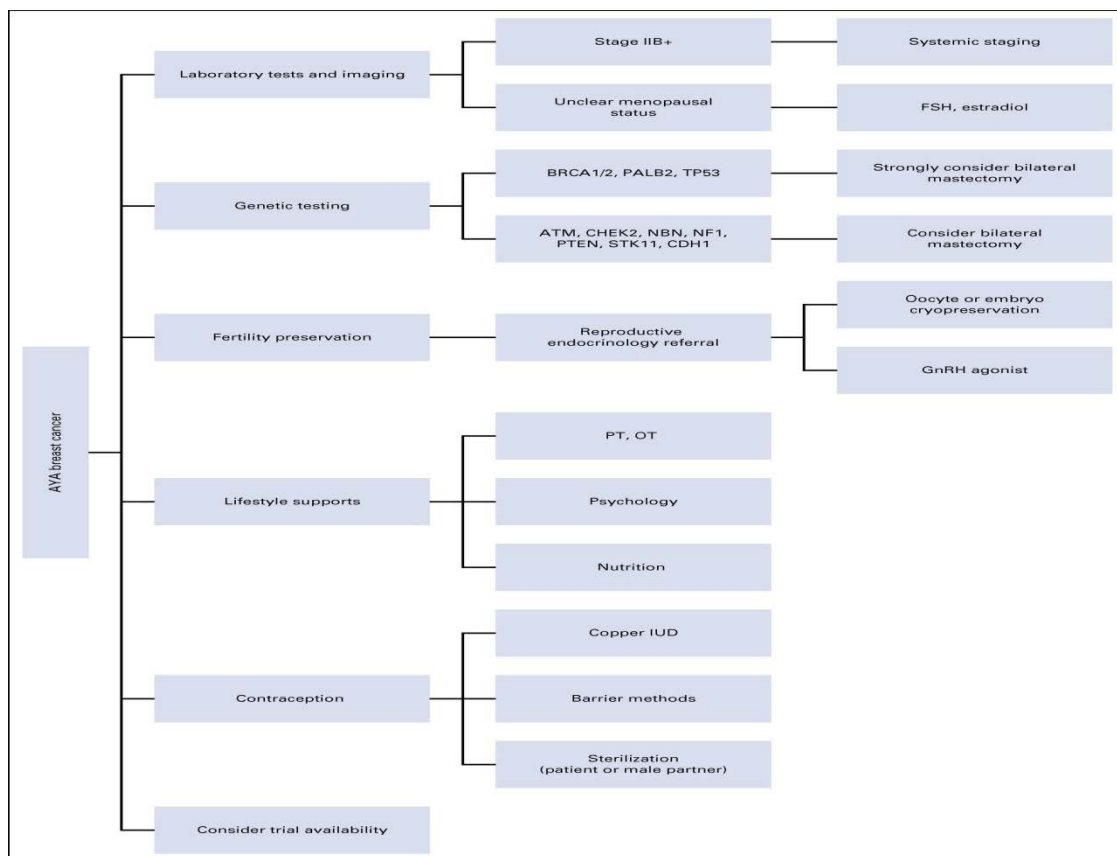 Laboratory tests and imaging
Stage IIB+
Systemic staging
Unclear menopausal
status
FSH, estradiol
Genetic testing
BRCA1/2, PALB2, TP53
Strongly consider bilateral
mastectomy
ATM, CHEK2, NBN, NF1,
PTEN, STK11, CDH1
Consider bilateral
mastectomy
Fertility preservation
Reproductive
endocrinology referral
Oocyte or embryo
cryopreservation
GnRH agonist
AYA breast cancer
Lifestyle supports
PT, OT
Psychology
Nutrition
Contraception
Copper IUD
Barrier methods
Sterilization
(patient or male partner)
Consider trial availability